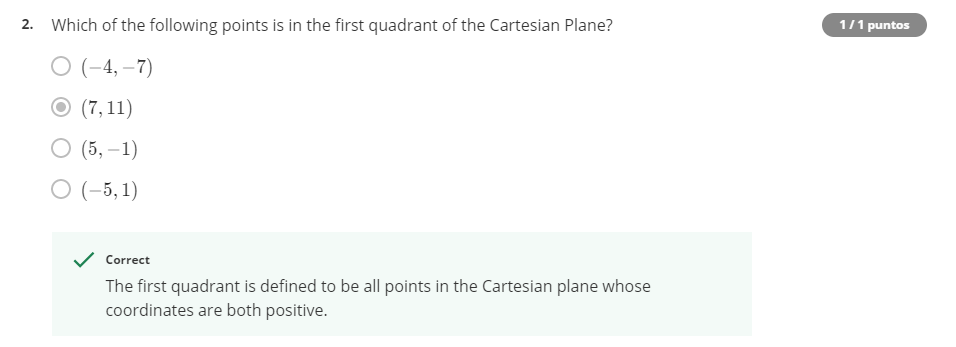 2. Which of the following points is in the first quadrant of the Cartesian Plane?
1 / 1 puntos
(−4, −7)
(7, 11)
(5, −1)
(−5, 1)
Correct
The first quadrant is defined to be all points in the Cartesian plane whose
coordinates are both positive.